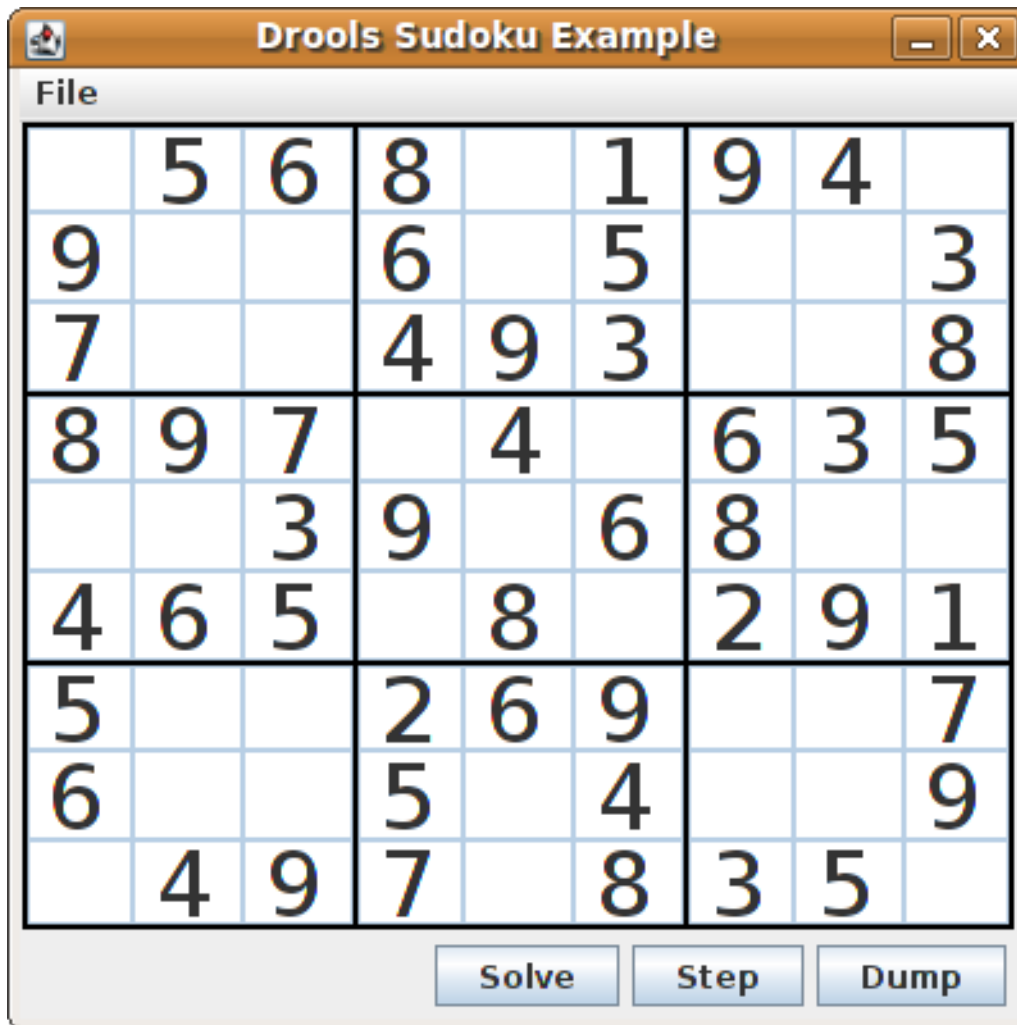 Drools Sudoku Example
File
5 6 8 1 9 4
9 6 5 3
7 4 9 3 8
8 9 7 4 6 3 5
3 9 6 8
4 6 5 8 2 9 1
5 2 6 9 7
6 5 4 9
4 9 7 8 3 5
Solve Step Dump